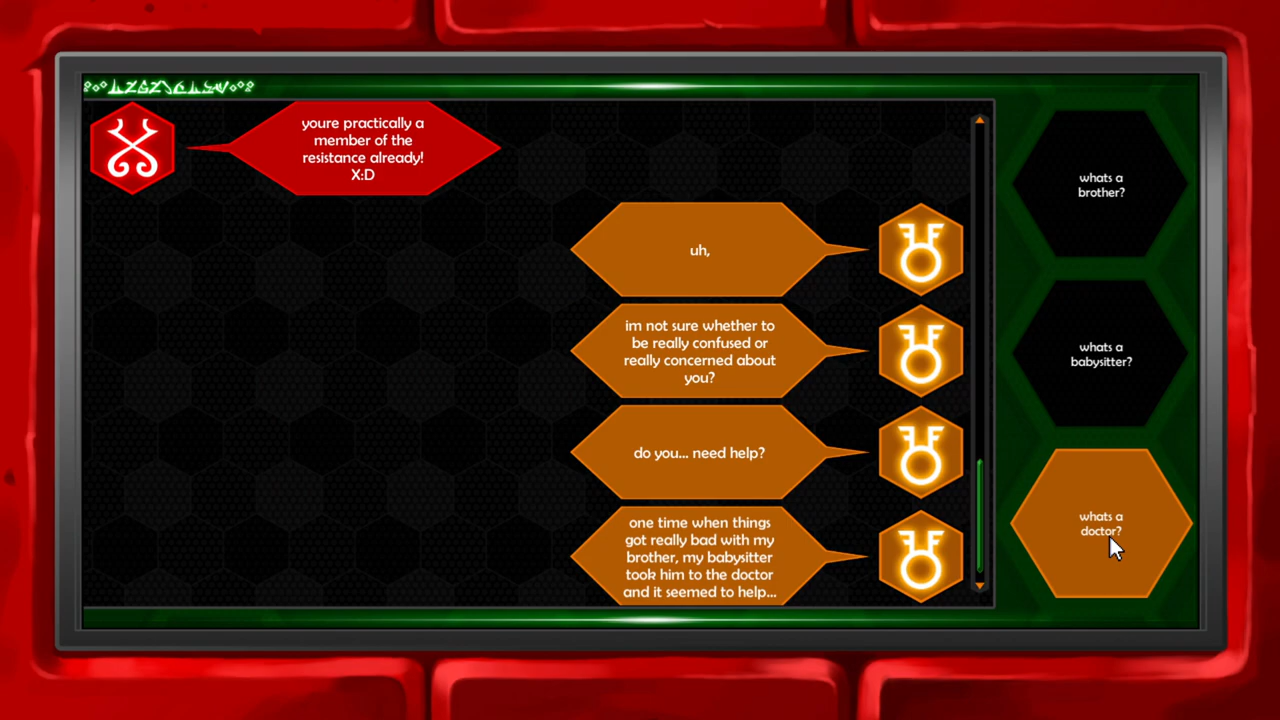 youre practically a
member of the
resistance already!
X:D
uh,
im not sure whether to
be really confused or
really concerned about
you?
do you... need help?
one time when things
got really bad with my
brother, my babysitter
took him to the doctor
and it seemed to help...
whats a
brother?
whats a
babysitter?
whats a
doctor?